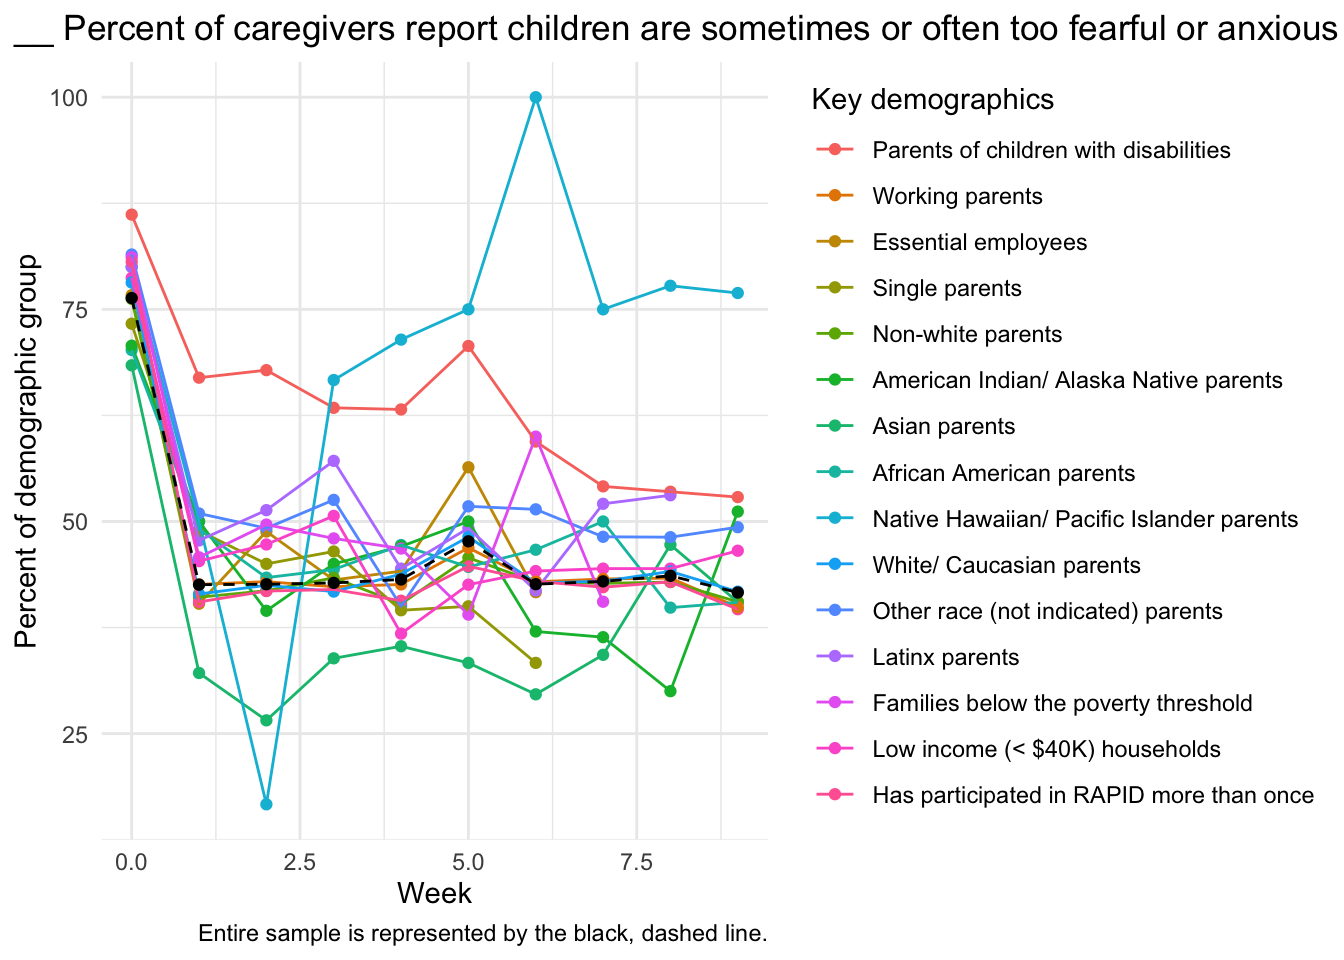 __ Percent of caregivers report children are sometimes or often too fearful or anxious
Percent of demographic group
100
75
50
25
0.0
2.5
5.0
7.5
Week
Entire sample is represented by the black, dashed line.
Key demographics
Parents of children with disabilities
Working parents
Essential employees
Single parents
Non-white parents
American Indian/ Alaska Native parents
Asian parents
African American parents
Native Hawaiian/ Pacific Islander parents
White/ Caucasian parents
Other race (not indicated) parents
Latinx parents
Families below the poverty threshold
Low income (< $40K) households
Has participated in RAPID more than once